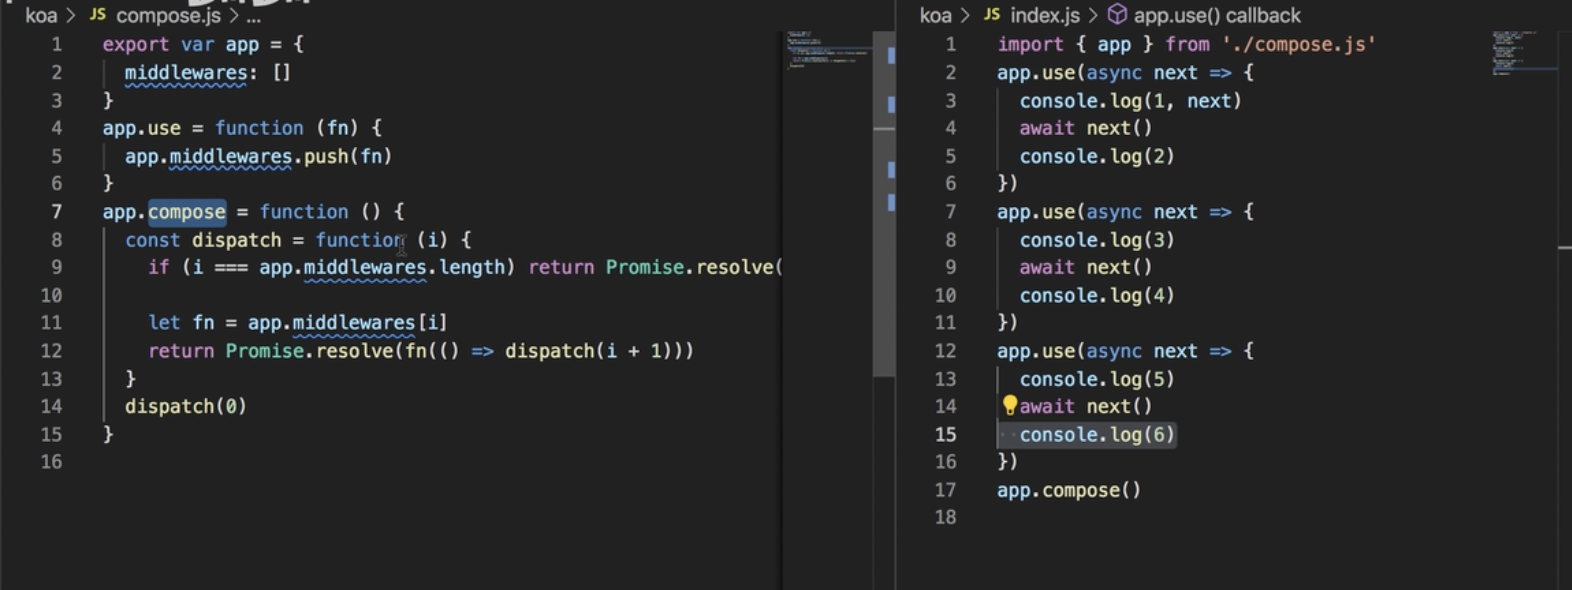 koa > JS compose.js > ...
1 export var app = {
2 middlewares: []
3 }
4 app.use = function (fn) {
5 app.middlewares.push(fn)
6 }
7 app.compose = function () {
8 const dispatch = function (i) {
9 if (i === app.middlewares.length) return Promise.resolve(
10
11 let fn = app.middlewares[i]
12 return Promise.resolve(fn(() => dispatch(i + 1)))
13 }
14 dispatch(0)
15 }
16
koa > JS index.js > app.use() callback
1 import { app } from './compose.js'
2 app.use(async next => {
3 console.log(1, next)
4 await next()
5 console.log(2)
6 })
7 app.use(async next => {
8 console.log(3)
9 await next()
10 console.log(4)
11 })
12 app.use(async next => {
13 console.log(5)
14 await next()
15 console.log(6)
16 })
17 app.compose()
18